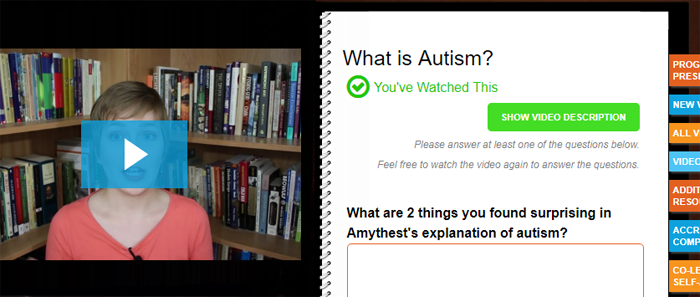 What is Autism?
You've Watched This
SHOW VIDEO DESCRIPTION
Please answer at least one of the questions below.
Feel free to watch the video again to answer the questions.
What are 2 things you found surprising in
Amythest's explanation of autism?
PROG
PRES
NEW V
ALL V
VIDEO
ADDIT
RESOU
ACCR
COMP
CO-LE
SELF-